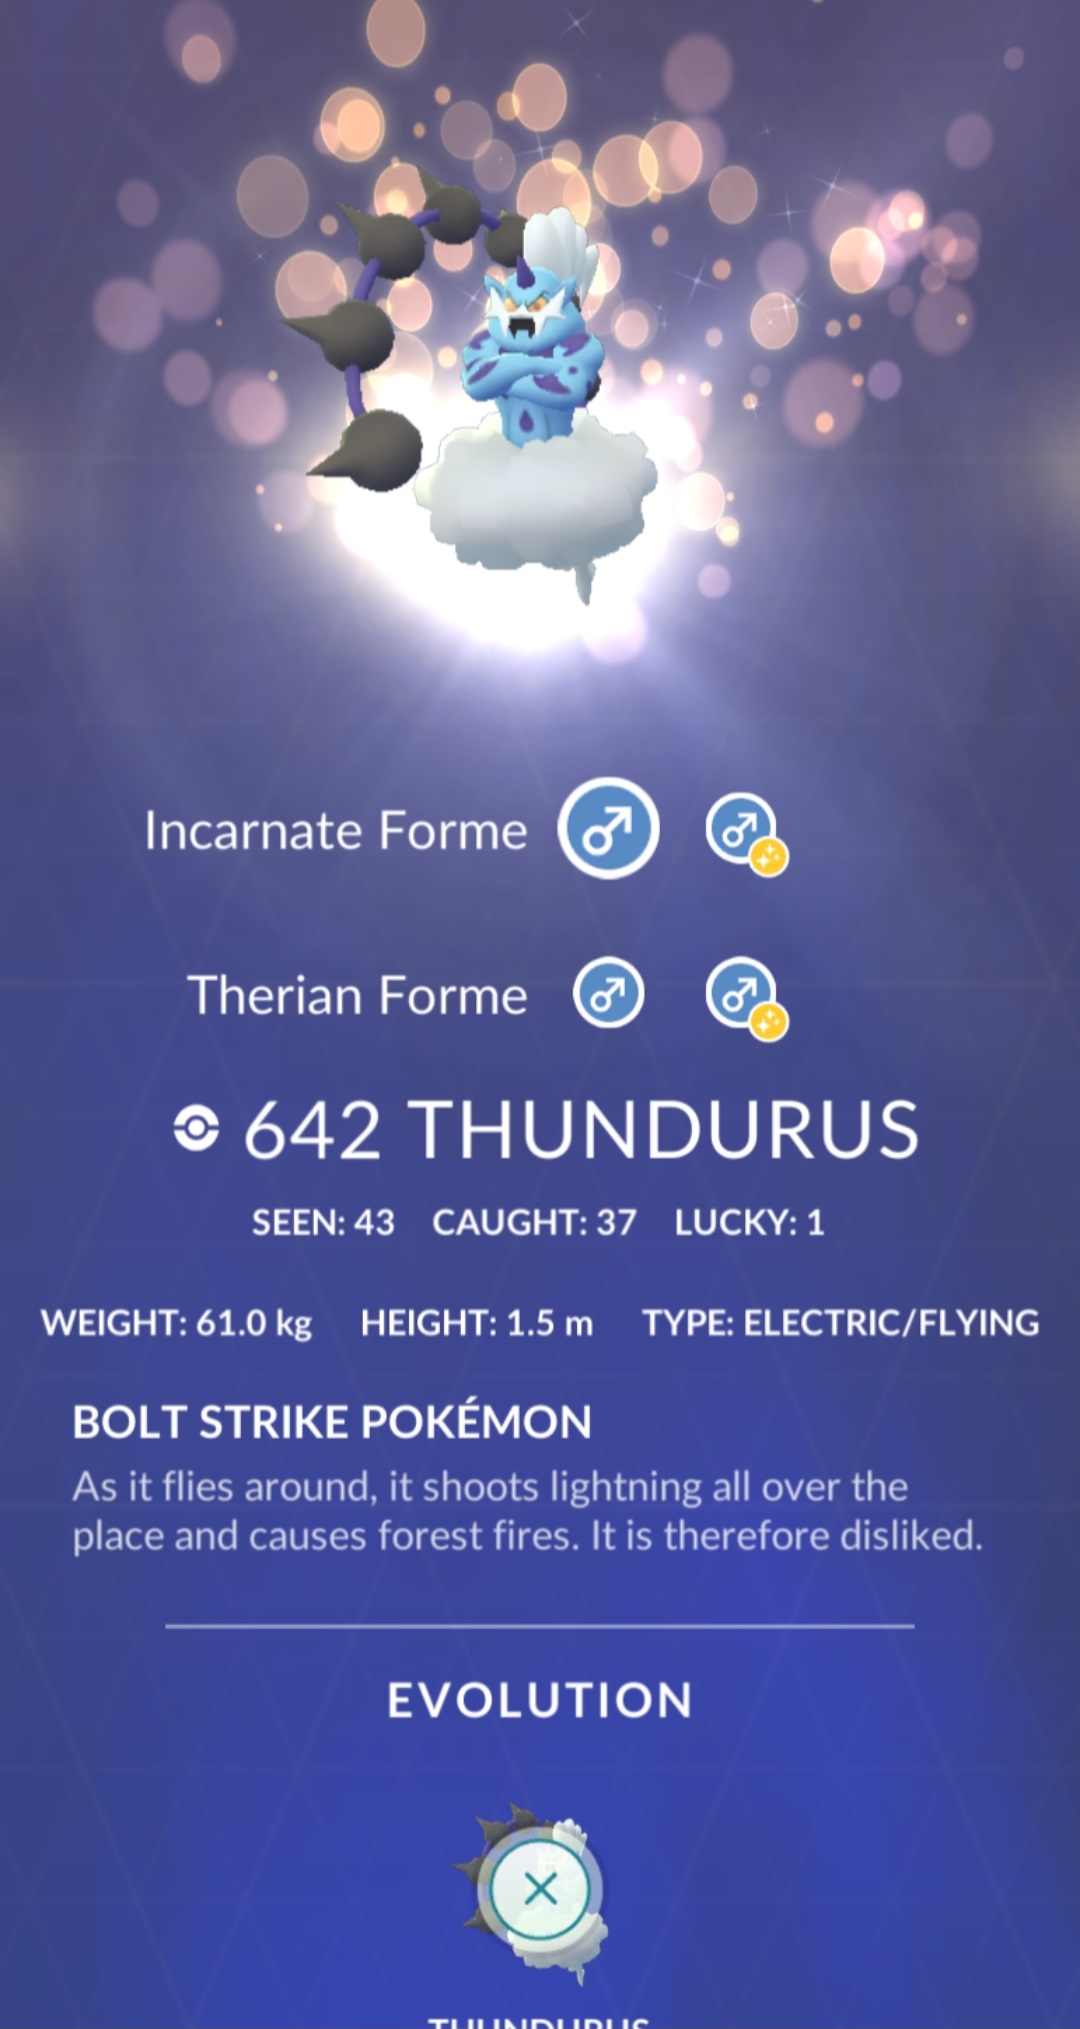 Incarnate Forme
Therian Forme
642 THUNDURUS
SEEN: 43 CAUGHT: 37 LUCKY: 1
WEIGHT: 61.0 kg HEIGHT: 1.5 m TYPE: ELECTRIC/FLYING
BOLT STRIKE POKÉMON
As it flies around, it shoots lightning all over the
place and causes forest fires. It is therefore disliked.
EVOLUTION
THUNDURUS